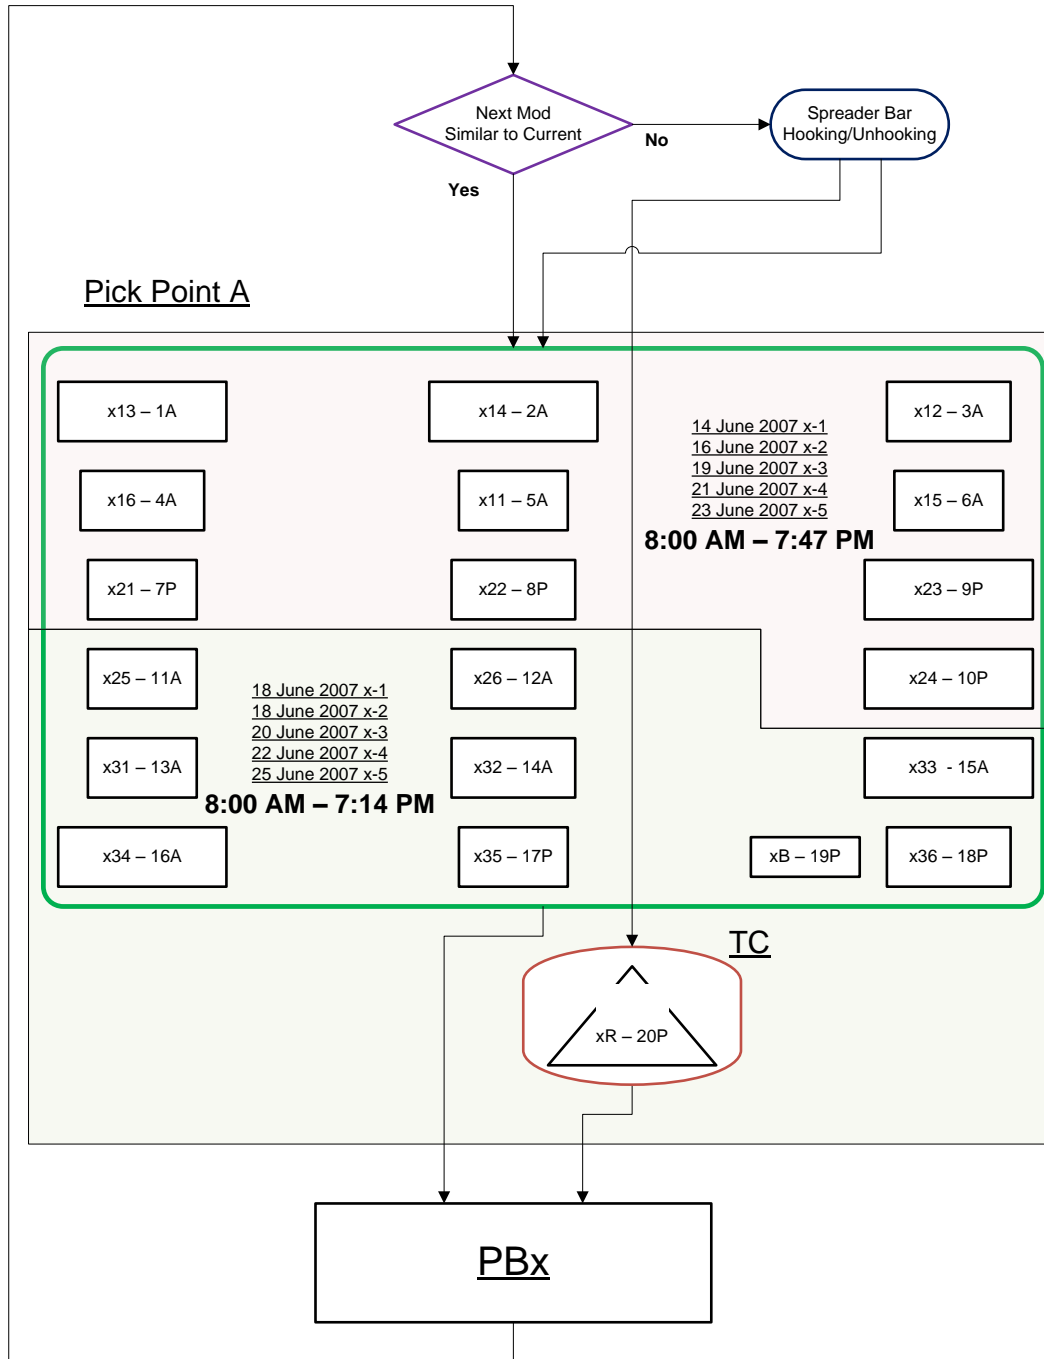 Next Mod
Similar to Current
Spreader Bar
Hooking/Unhooking
No
Yes
Pick Point A
x13 – 1A
x14 – 2A
x12 – 3A
14 June 2007 x-1
16 June 2007 x-2
19 June 2007 x-3
21 June 2007 x-4
23 June 2007 x-5
8:00 AM – 7:47 PM
x16 – 4A
x11 – 5A
x15 – 6A
x21 – 7P
x22 – 8P
x23 – 9P
x25 – 11A
x26 – 12A
x24 – 10P
18 June 2007 x-1
18 June 2007 x-2
20 June 2007 x-3
22 June 2007 x-4
25 June 2007 x-5
8:00 AM – 7:14 PM
x31 – 13A
x32 – 14A
x33  - 15A
x34 – 16A
x35 – 17P
xB – 19P
x36 – 18P
TC
xR – 20P
PBx